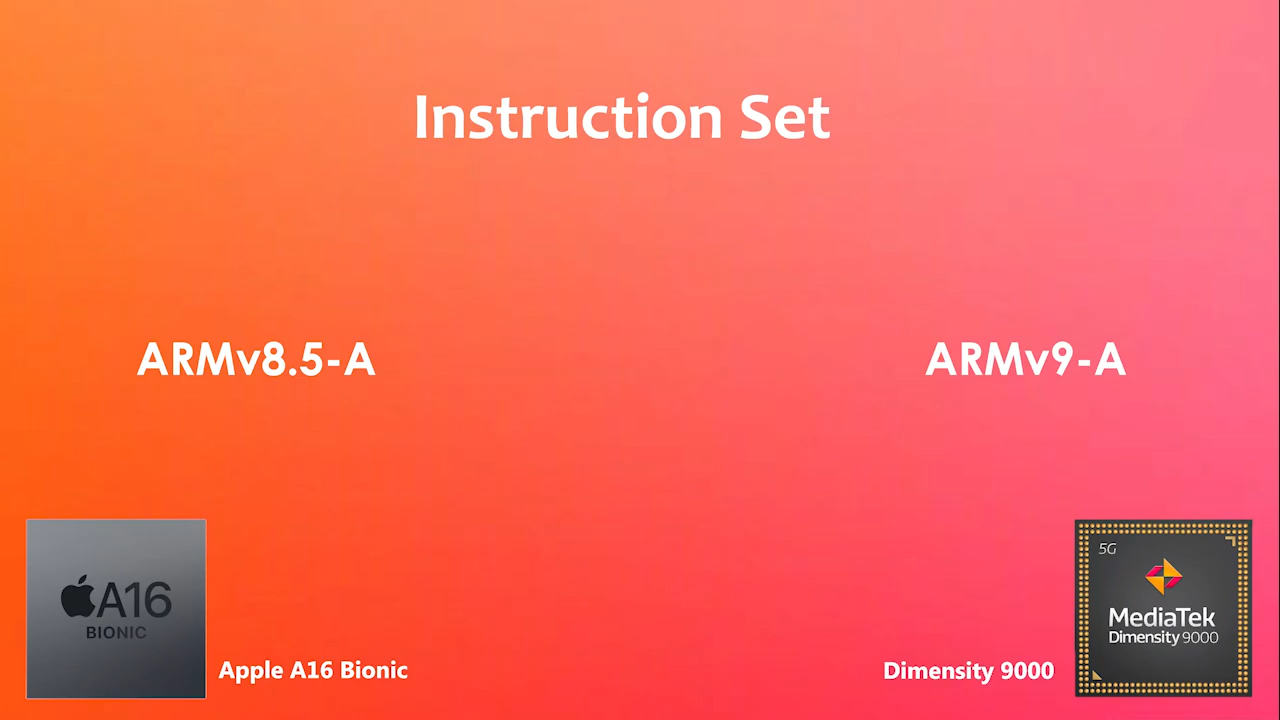 Instruction Set
ARMv8.5-A
ARMv9-A
A16
BIONIC
Apple A16 Bionic
Dimensity 9000
5G
MediaTek
Dimensity 9000